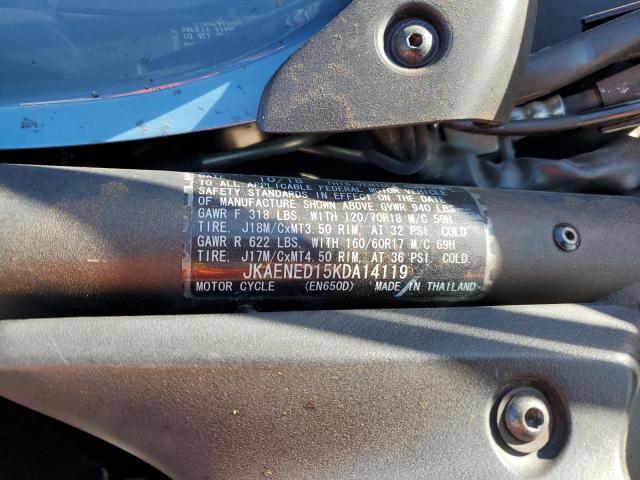 10/18
TO ALL APPLICABLE FEDERAL MOTOR VEHICLE
SAFETY STANDARDS IN EFFECT ON THE DATE
OF MANUFACTURE SHOWN ABOVE. GVWR 940 LBS
GAWR F 318 LBS. WITH 120/70R18 M/C 59H
TIRE, J18M/CxMT3.50 RIM, AT 32 PSI. COLD.
GAWR R 622 LBS. WITH 160/60R17 M/C 69H
TIRE, J17M/CxMT4.50 RIM, AT 36 PSI COLD.
JKAENED15KDA14119
MOTOR CYCLE (EN650D) MADE IN THAILAND